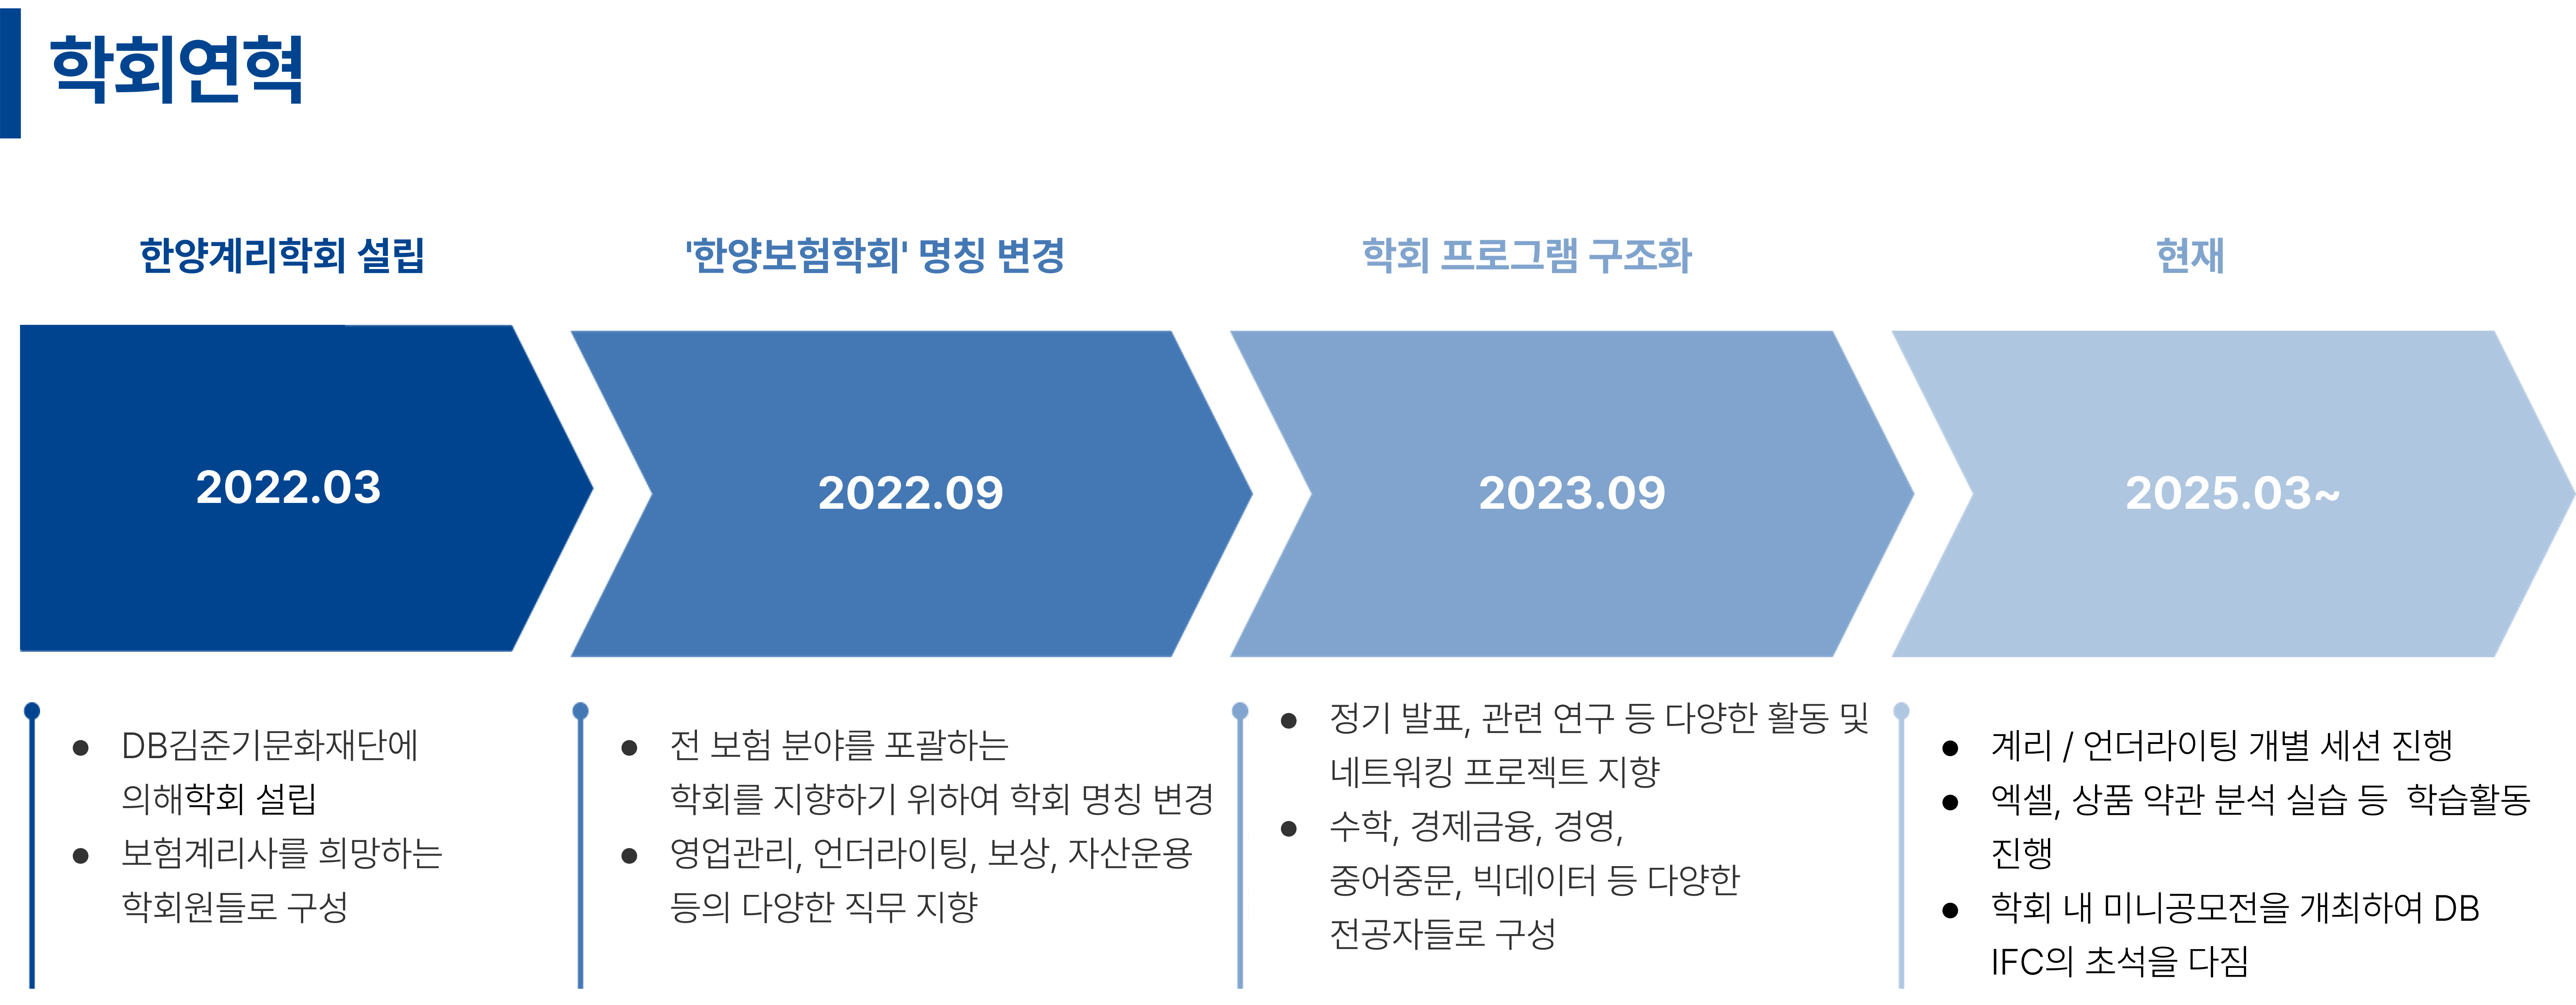 학회연혁
한양계리학회 설립
'한양보험학회' 명칭 변경
학회 프로그램 구조화
현재
2022.03
2022.09
2023.09
2025.03~
● DB김준기문화재단에
의해학회 설립
● 보험계리사를 희망하는
학회원들로 구성
● 전 보험 분야를 포괄하는
학회를 지향하기 위하여 학회 명칭 변경
● 영업관리, 언더라이팅, 보상, 자산운용
등의 다양한 직무 지향
● 정기 발표, 관련 연구 등 다양한 활동 및
네트워킹 프로젝트 지향
● 수학, 경제금융, 경영,
중어중문, 빅데이터 등 다양한
전공자들로 구성
● 계리 / 언더라이팅 개별 세션 진행
● 엑셀, 상품 약관 분석 실습 등  학습활동
진행
● 학회 내 미니공모전을 개최하여 DB
IFC의 초석을 다짐